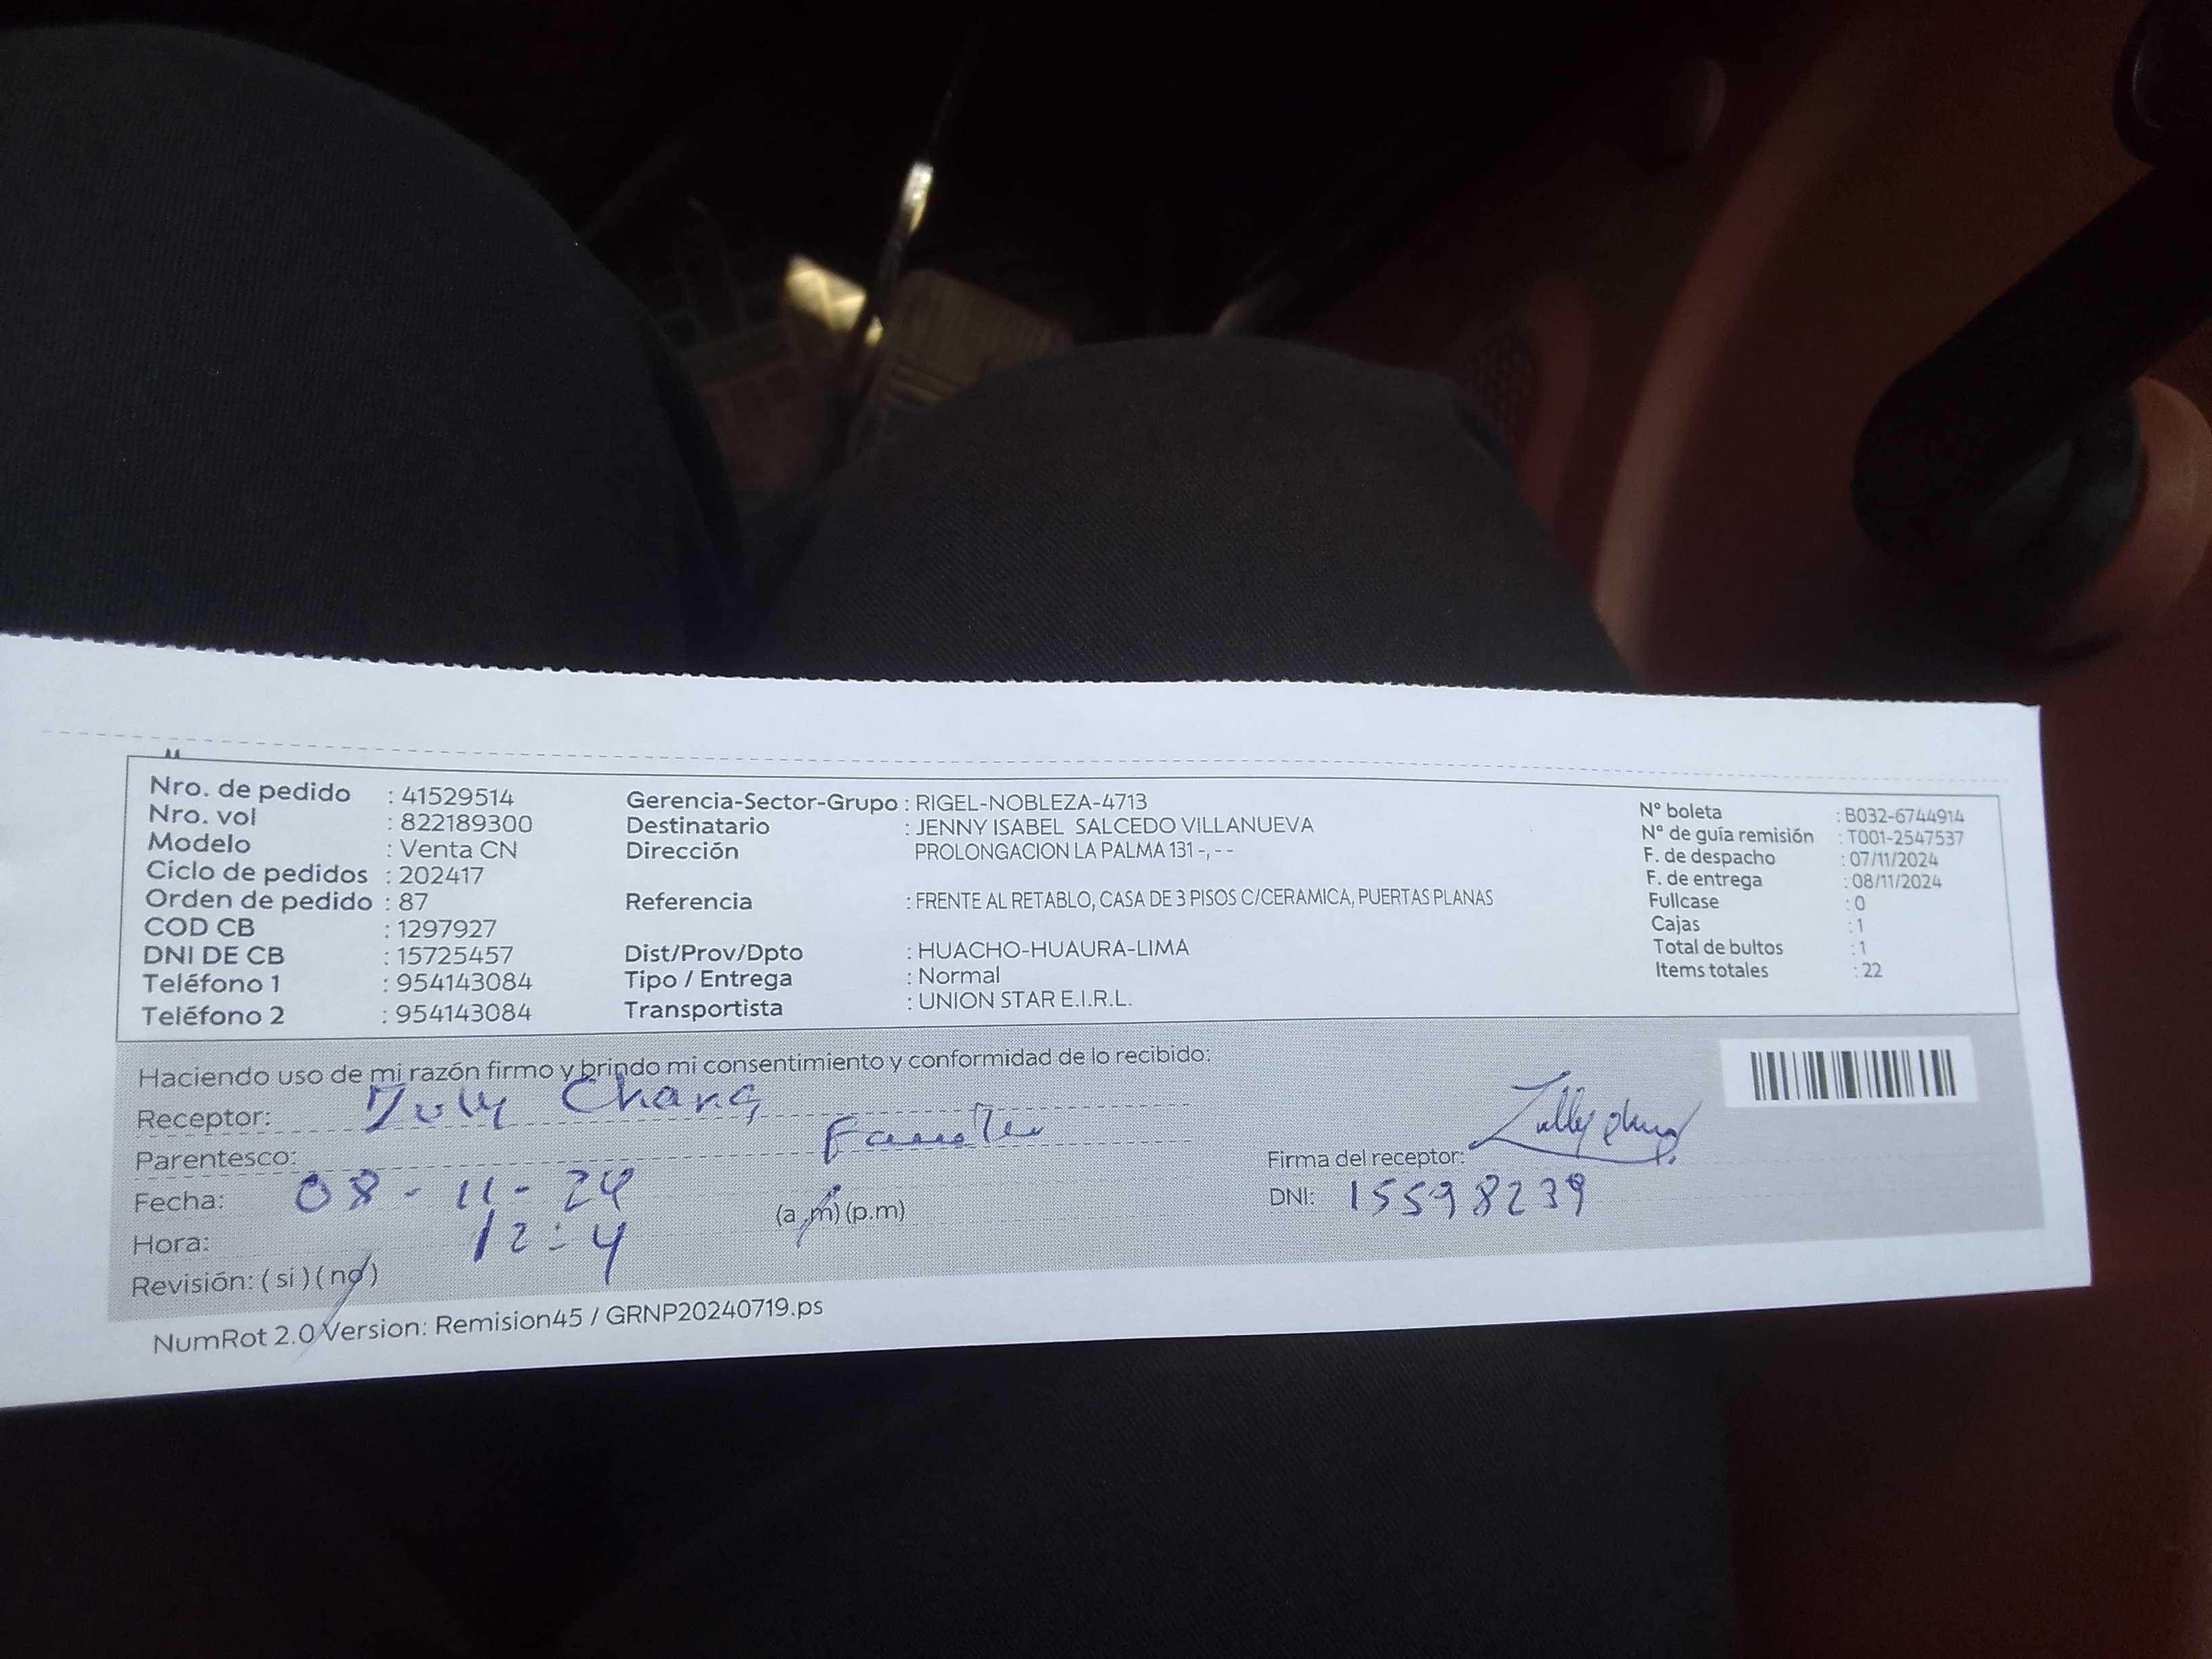 Nro. de pedido : 41529514
Nro. vol : 822189300
Modelo : Venta CN
Ciclo de pedidos : 202417
Orden de pedido : 87
COD CB : 1297927
DNI DE CB : 15725457
Teléfono 1 : 954143084
Teléfono 2 : 954143084
Gerencia-Sector-Grupo : RIGEL-NOBLEZA-4713
Destinatario : JENNY ISABEL SALCEDO VILLANUEVA
Dirección PROLONGACION LA PALMA 131 -, - -
Referencia : FRENTE AL RETABLO, CASA DE 3 PISOS C/CERAMICA, PUERTAS PLANAS
Dist/Prov/Dpto : HUACHO-HUAURA-LIMA
Tipo / Entrega : Normal
Transportista : UNION STAR E.I.R.L.
N° boleta : B032-6744914
N° de guía remisión : T001-2547537
F. de despacho : 07/11/2024
F. de entrega : 08/11/2024
Fullcase : 0
Cajas : 1
Total de bultos : 1
Items totales : 22
Haciendo uso de mi razón firmo y brindo mi consentimiento y conformidad de lo recibido:
Receptor: Zully Chang
Parentesco:
Fecha: 08-11-24
Hora: 12:4 (a.m) (p.m)
Revisión: (si) (no)
Firma del receptor: Zully Chang
DNI: 15598239
NumRot 2.0 Version: Remision45 / GRNP20240719.ps